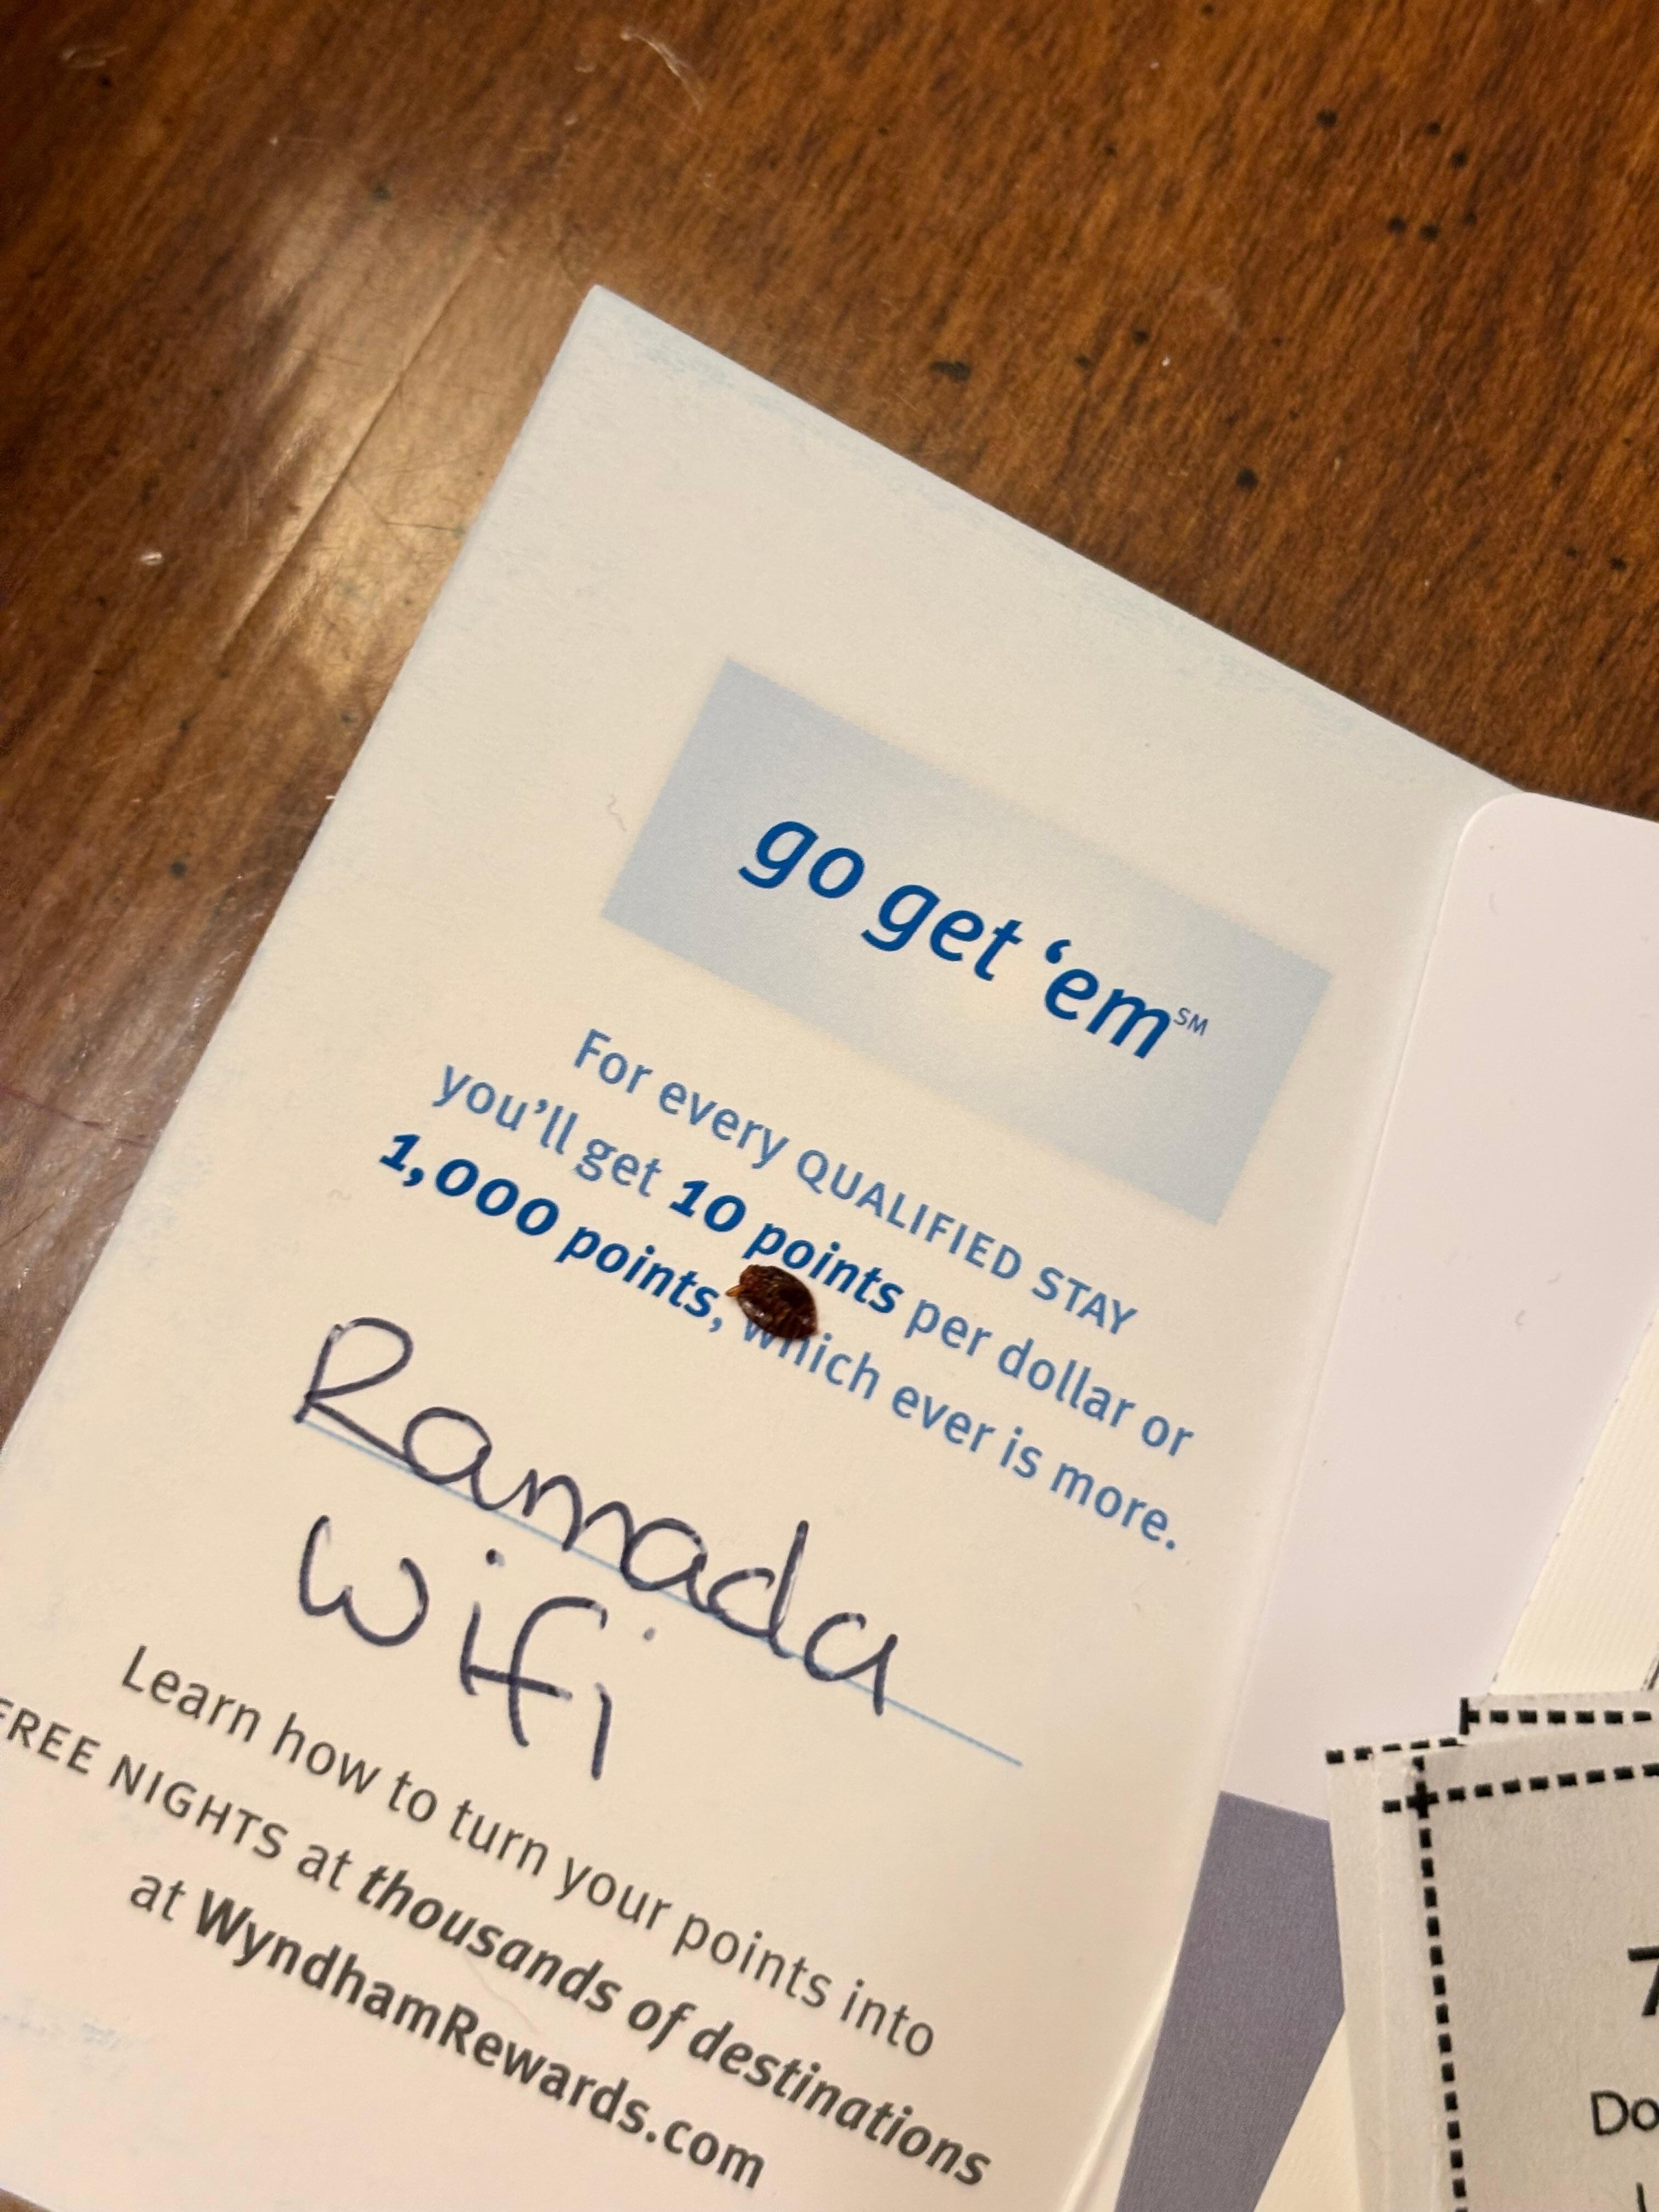 go get ‘em℠
For every QUALIFIED STAY
you’ll get 10 points per dollar or
1,000 points, which ever is more.
Ramada
Wifi
Learn how to turn your points into
FREE NIGHTS at thousands of destinations
at WyndhamRewards.com
7
Do